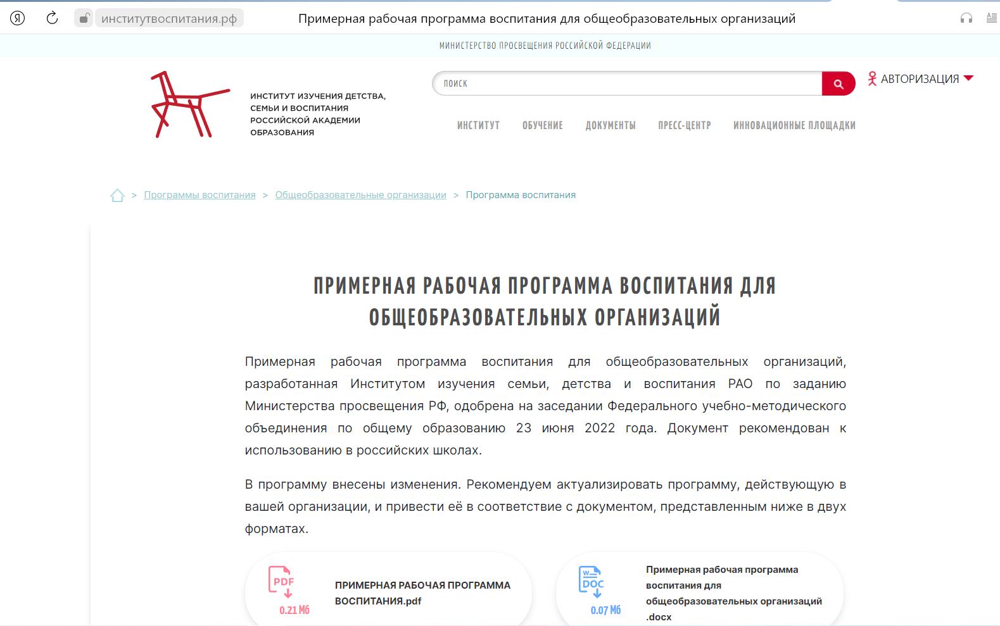 Я институтвоспитания.рф Примерная рабочая программа воспитания для общеобразовательных организаций
МИНИСТЕРСТВО ПРОСВЕЩЕНИЯ РОССИЙСКОЙ ФЕДЕРАЦИИ
ПОИСК
АВТОРИЗАЦИЯ
ИНСТИТУТ ИЗУЧЕНИЯ ДЕТСТВА,
СЕМЬИ И ВОСПИТАНИЯ
РОССИЙСКОЙ АКАДЕМИИ
ОБРАЗОВАНИЯ
ИНСТИТУТ ОБУЧЕНИЕ ДОКУМЕНТЫ ПРЕСС-ЦЕНТР ИННОВАЦИОННЫЕ ПЛОЩАДКИ
> Программы воспитания > Общеобразовательные организации > Программа воспитания
ПРИМЕРНАЯ РАБОЧАЯ ПРОГРАММА ВОСПИТАНИЯ ДЛЯ
ОБЩЕОБРАЗОВАТЕЛЬНЫХ ОРГАНИЗАЦИЙ
Примерная рабочая программа воспитания для общеобразовательных организаций,
разработанная Институтом изучения семьи, детства и воспитания РАО по заданию
Министерства просвещения РФ, одобрена на заседании Федерального учебно-методического
объединения по общему образованию 23 июня 2022 года. Документ рекомендован к
использованию в российских школах.
В программу внесены изменения. Рекомендуем актуализировать программу, действующую в
вашей организации, и привести её в соответствие с документом, представленным ниже в двух
форматах.
PDF
0.21 Мб
ПРИМЕРНАЯ РАБОЧАЯ ПРОГРАММА
ВОСПИТАНИЯ.pdf
W
DOC
0.07 Мб
Примерная рабочая программа
воспитания для
общеобразовательных организаций
.docx